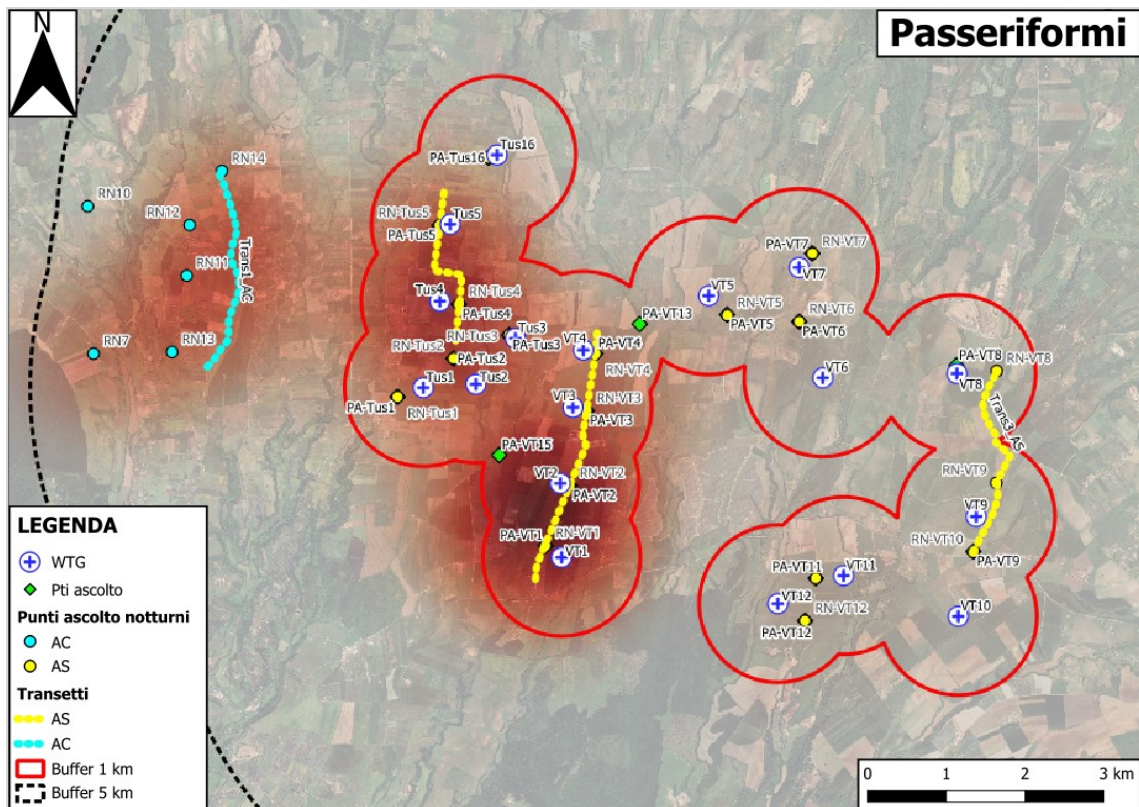 Passeriformi
N
Tus16
PA-Tus16
RN14
RN10
RN12
RN-Tus5
Tus5
PA-Tus5
PA-VT7
RN-VT7
VT7
RN11
Trans1_AC
Tus4
RN-Tus4
PA-Tus4
VT5
RN-VT5
PA-VT5
RN-VT6
PA-VT6
PA-VT13
RN7
RN13
RN-Tus3
Tus3
PA-Tus3
RN-Tus2
PA-Tus2
VT4
PA-VT4
RN-VT4
VT6
PA-VT8
RN-VT8
VT8
Tus1
Tus2
PA-Tus1
RN-Tus1
VT3
RN-VT3
PA-VT3
Trans3_AS
PA-VT15
VT2
RN-VT2
PA-VT2
RN-VT9
VT9
PA-VT1
RN-VT1
VT1
RN-VT10
PA-VT9
PA-VT11
VT11
VT12
RN-VT12
PA-VT12
VT10
LEGENDA
WTG
Pti ascolto
Punti ascolto notturni
AC
AS
Transetti
AS
AC
Buffer 1 km
Buffer 5 km
0 1 2 3 km